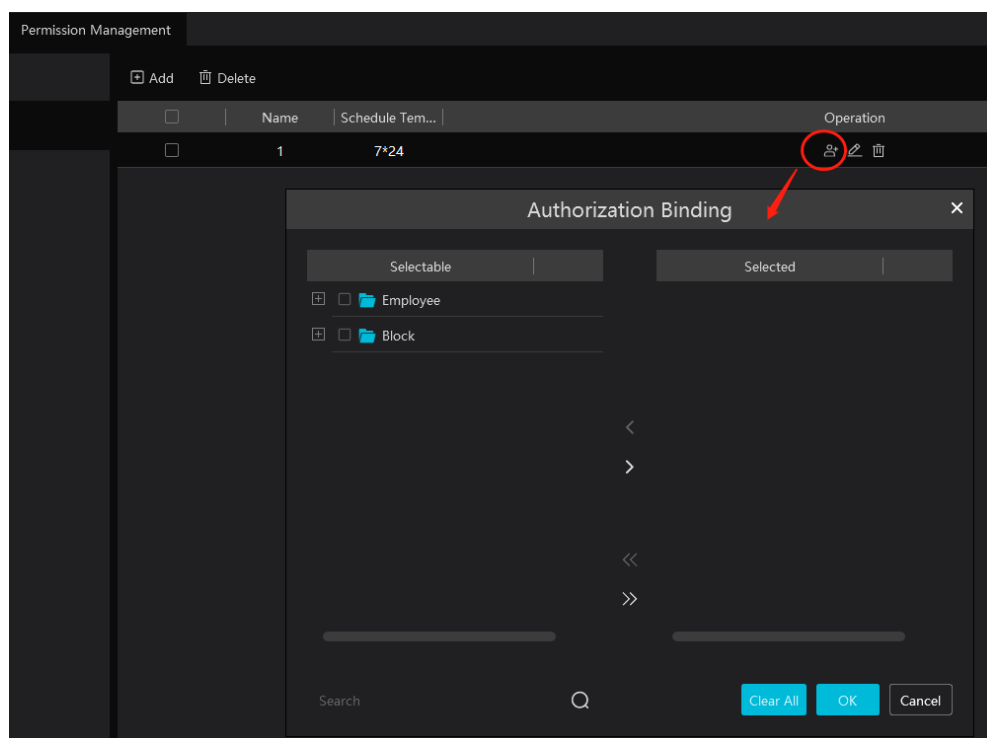 Permission Management
Add Delete
Name Schedule Tem... Operation
1 7*24
Authorization Binding
Selectable Selected
Employee
Block
Search Clear All OK Cancel